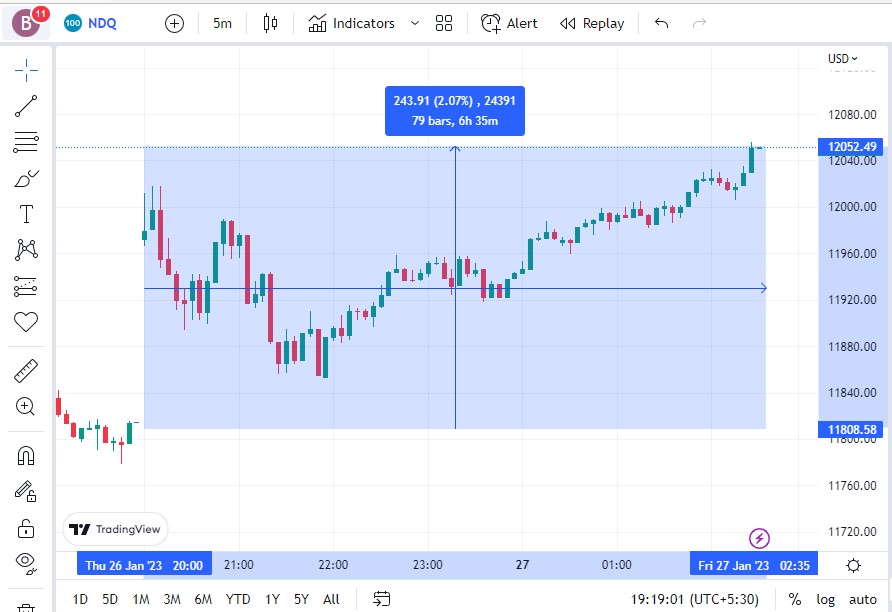 B 11 100 NDQ 5m Indicators Alert Replay
USD
12080.00
243.91 (2.07%) , 24391
79 bars, 6h 35m
12052.49
12040.00
12000.00
11960.00
11920.00
11880.00
11840.00
11808.58
11800.00
11760.00
11720.00
T
TradingView
Thu 26 Jan '23 20:00 21:00 22:00 23:00 27 01:00 Fri 27 Jan '23 02:35
1D 5D 1M 3M 6M YTD 1Y 5Y All 19:19:01 (UTC+5:30) % log auto